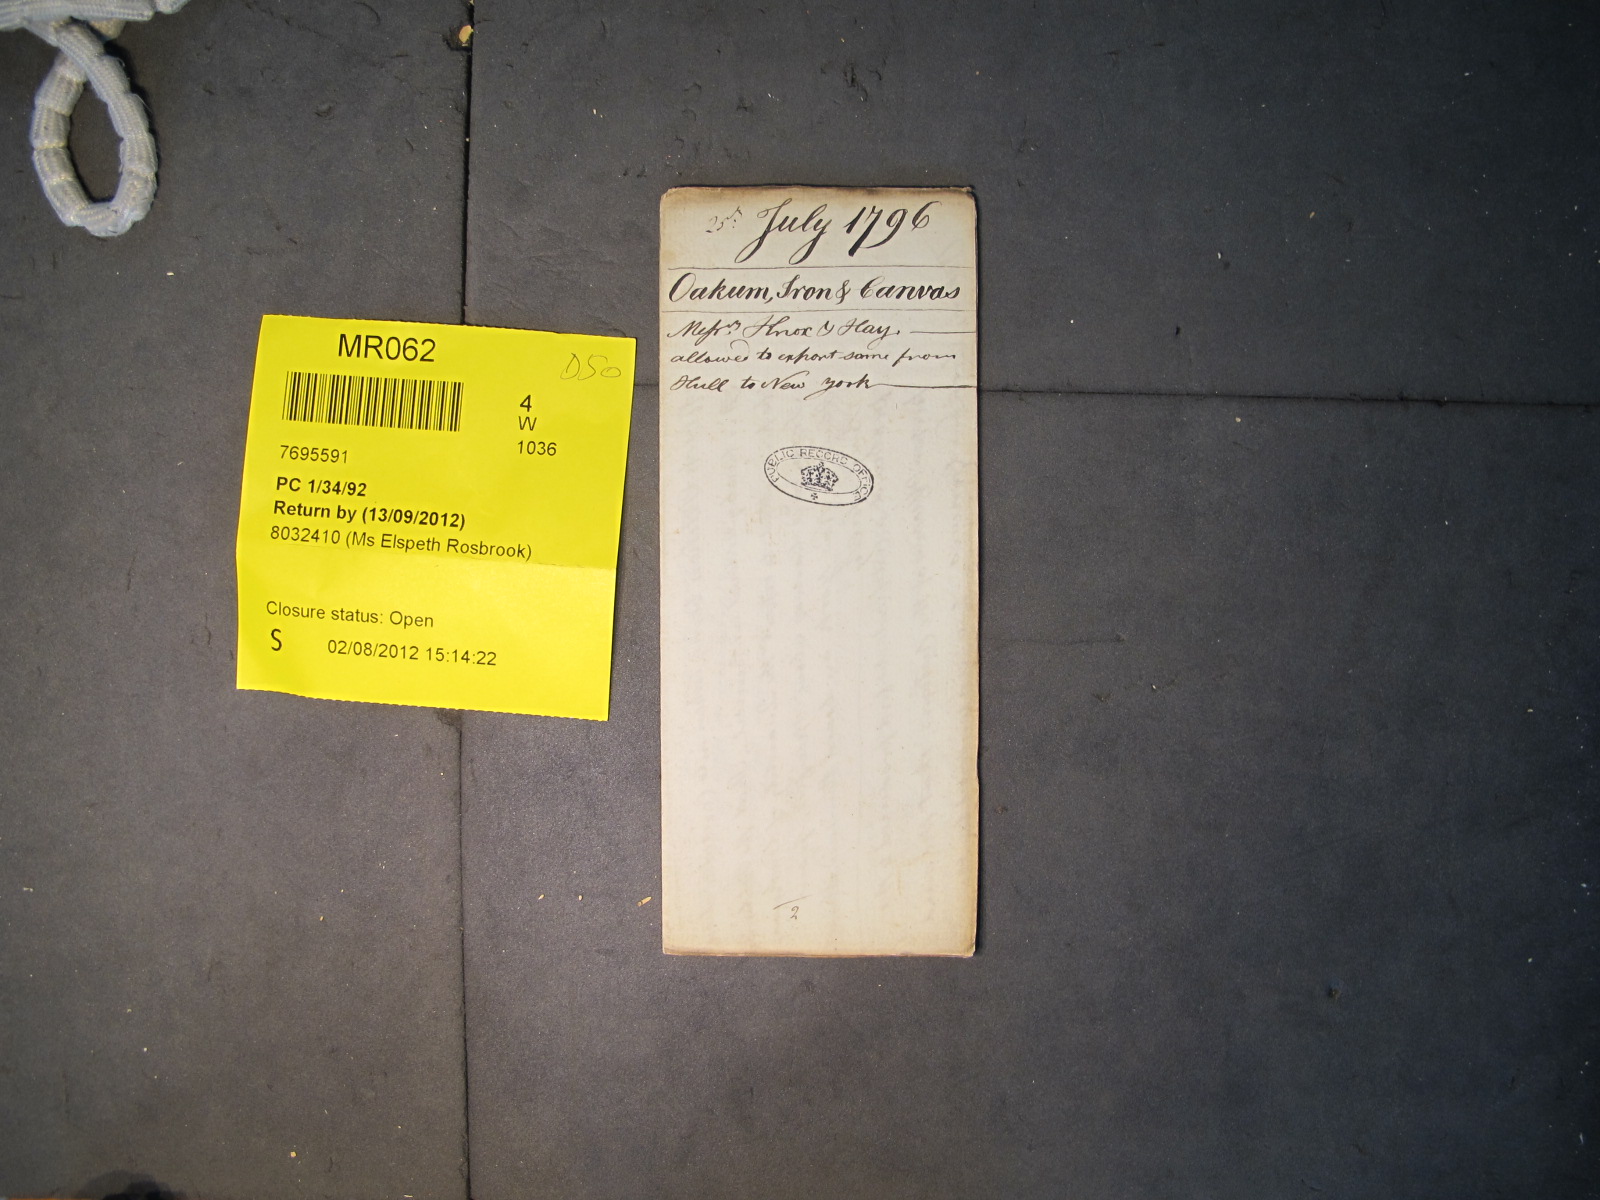 MR062
D50
4
W
1036
7695591
PC 1/34/92
Return by (13/09/2012)
8032410 (Ms Elspeth Rosbrook)
Closure status: Open
S 02/08/2012 15:14:22
July 1796
Oakum, Iron & Canvas
Messrs Knox & Hay.
allowed to export same from
Hull to New York
PUBLIC RECORD OFFICE
2